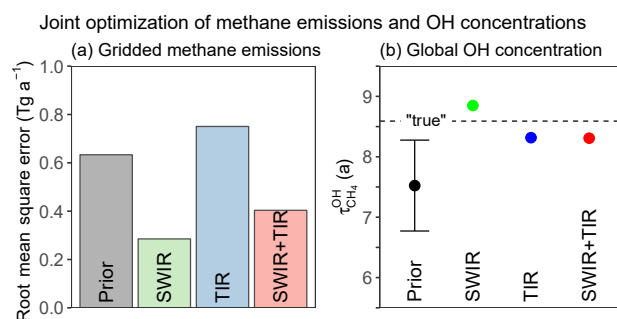 Joint optimization of methane emissions and OH concentrations
(a) Gridded methane emissions
Root mean square error (Tg a⁻¹)
1.0
0.8
0.6
0.4
0.2
0.0
Prior
SWIR
TIR
SWIR+TIR
(b) Global OH concentration
τ^OH_CH₄ (a)
9
8
7
6
"true"
Prior
SWIR
TIR
SWIR+TIR